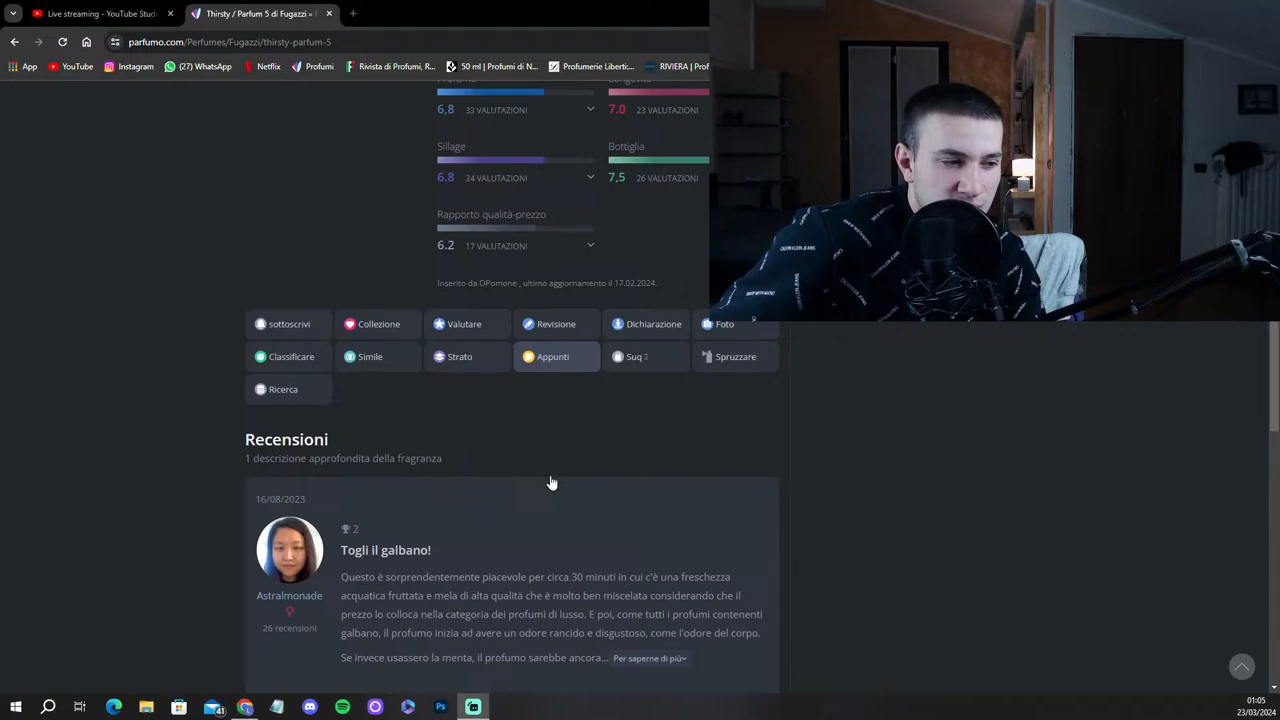 Live streaming - YouTube Stud
Thirsty / Parfum 5 di Fugazzi »
parfumo.com/Perfumes/Fugazzi/thirsty-parfum-5
App YouTube Instagram (27) WhatsApp Netflix Profumi Rivista di Profumi, R... 50 ml | Profumi di N... Profumerie Liberti:... RIVIERA | Prof
6,8 33 VALUTAZIONI
7.0 23 VALUTAZIONI
Sillage
Bottiglia
6.8 24 VALUTAZIONI
7,5 26 VALUTAZIONI
Rapporto qualità-prezzo
6.2 17 VALUTAZIONI
Inserito da OPomone , ultimo aggiornamento il 17.02.2024.
sottoscrivi Collezione Valutare Revisione Dichiarazione Foto
Classificare Simile Strato Appunti Suq 2 Spruzzare
Ricerca
Recensioni
1 descrizione approfondita della fragranza
16/08/2023
2
Togli il galbano!
Questo è sorprendentemente piacevole per circa 30 minuti in cui c'è una freschezza
acquatica fruttata e mela di alta qualità che è molto ben miscelata considerando che il
prezzo lo colloca nella categoria dei profumi di lusso. E poi, come tutti i profumi contenenti
galbano, il profumo inizia ad avere un odore rancido e disgustoso, come l'odore del corpo.
Se invece usassero la menta, il profumo sarebbe ancora... Per saperne di più
Astralmonade
26 recensioni
41
Ps
01:05
23/03/2024
CALVIN KLEIN JEANS